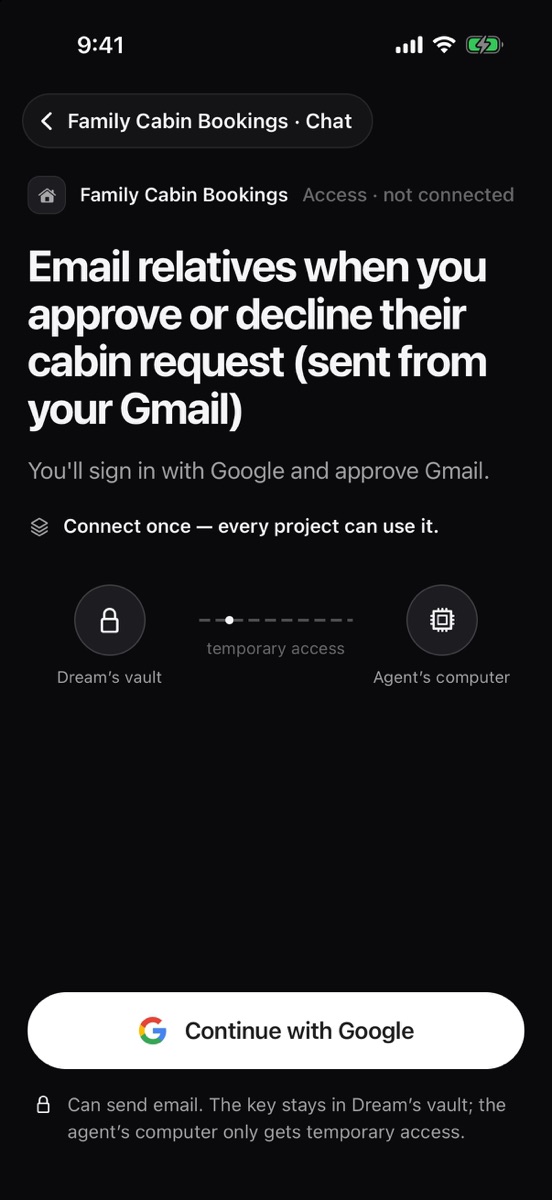 9:41
Family Cabin Bookings · Chat
Family Cabin Bookings Access · not connected
Email relatives when you
approve or decline their
cabin request (sent from
your Gmail)
You'll sign in with Google and approve Gmail.
Connect once — every project can use it.
temporary access
Dream’s vault
Agent’s computer
Continue with Google
Can send email. The key stays in Dream’s vault; the
agent’s computer only gets temporary access.